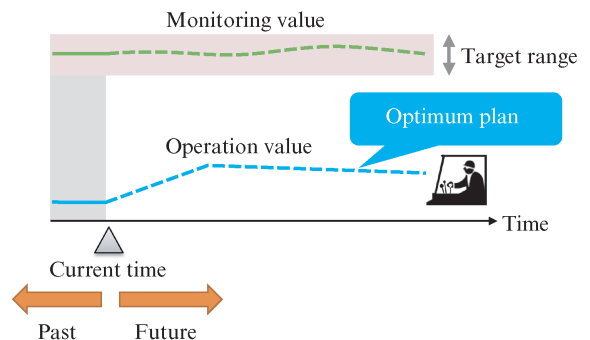 Monitoring value
Target range
Optimum plan
Operation value
Time
Current time
Past
Future